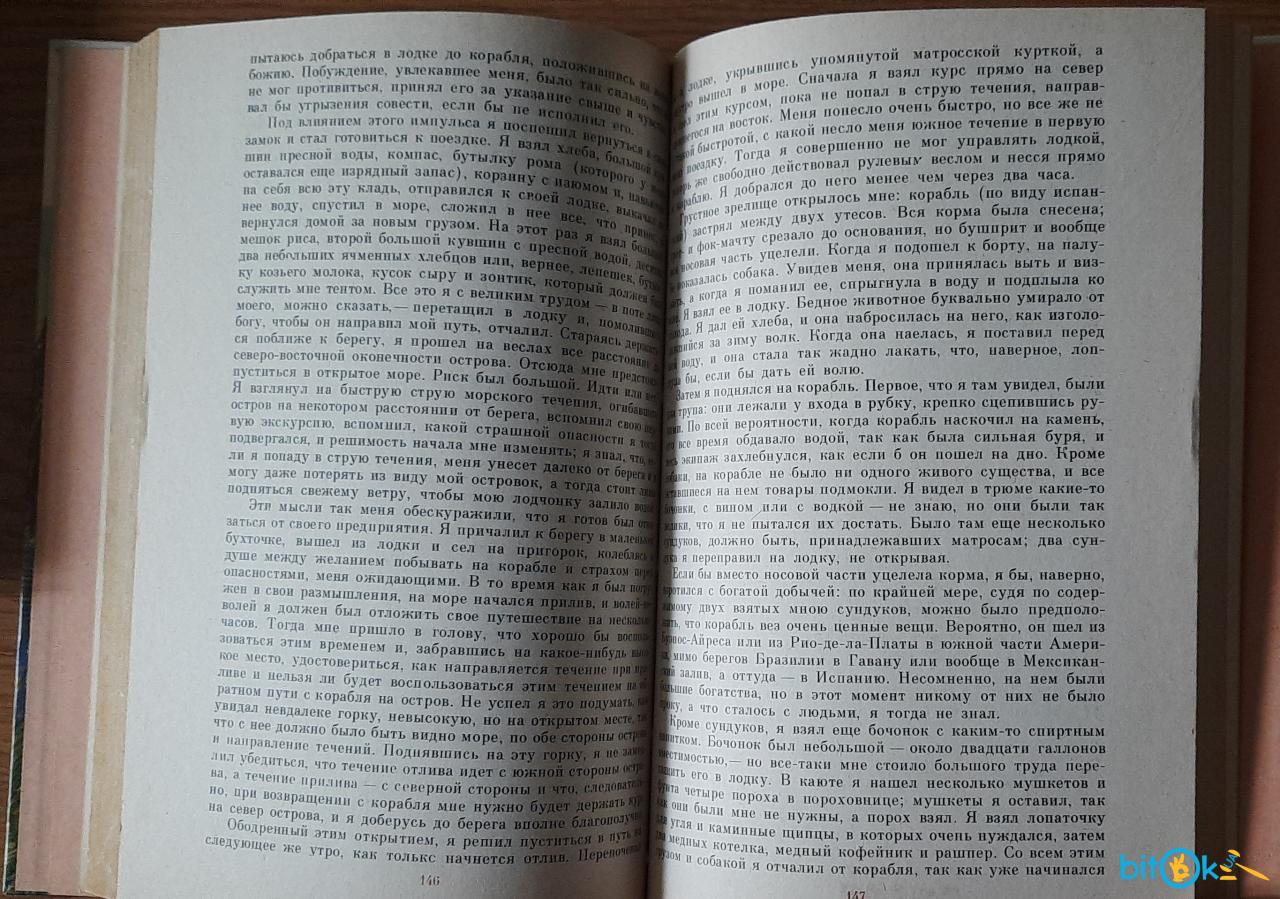 пытаюсь добраться в лодке до корабля, положившись на
божию. Побуждение, увлекавшее меня, было так сильно, что
не мог противиться, принял его за указание свыше и чувст
вал бы угрызения совести, если бы не исполнил его.
Под влиянием этого импульса я поспешил вернуться в
замок и стал готовиться к поездке. Я взял хлеба, большой
шин пресной воды, компас, бутылку рома (которого у
оставался еще изрядный запас), корзину с изюмом и,
на себя всю эту кладь, отправился к своей лодке, выкачал
нее воду, спустил в море, сложил в нее все, что
вернулся домой за новым грузом. На этот раз я взял
мешок риса, второй большой кувшин с пресной водой,
два небольших ячменных хлебцов или, вернее, лепешек,
ку козьего молока, кусок сыру и зонтик, который должен
служить мне тентом. Все это я с великим трудом — в поте
моего, можно сказать,— перетащил в лодку и,
богу, чтобы он направил мой путь, отчалил. Стараясь
ся поближе к берегу, я прошел на веслах все расстояние
северо-восточной оконечности острова. Отсюда мне
пуститься в открытое море. Риск был большой. Идти или
Я взглянул на быструю струю морского течения,
остров на некотором расстоянии от берега, вспомнил свою
вую экскурсию, вспомнил, какой страшной опасности я
подвергался, и решимость начала мне изменять; я знал, что,
ли я попаду в струю течения, меня унесет далеко от берега и
могу даже потерять из виду мой островок, а тогда стоит
подняться свежему ветру, чтобы мою лодчонку залило
Эти мысли так меня обескуражили, что я готов был
заться от своего предприятия. Я причалил к берегу в
бухточке, вышел из лодки и сел на пригорок, колеблясь
душе между желанием побывать на корабле и страхом
опасностями, меня ожидающими. В то время как я был
жен в свои размышления, на море начался прилив, и
волей я должен был отложить свое путешествие на
часов. Тогда мне пришло в голову, что хорошо бы
зоваться этим временем и, забравшись на какое-нибудь
кое место, удостовериться, как направляется течение при
ливе и нельзя ли будет воспользоваться этим течением на
ратном пути с корабля на остров. Не успел я это подумать, как
увидал невдалеке горку, невысокую, но на открытом месте,
что с нее должно было быть видно море, по обе стороны
и направление течений. Поднявшись на эту горку, я не
лил убедиться, что течение отлива идет с южной стороны
ва, а течение прилива — с северной стороны и что,
но, при возвращении с корабля мне нужно будет держать
на север острова, и я доберусь до берега вполне
Ободренный этим открытием, я решил пуститься в путь на
следующее же утро, как только начнется отлив. Переночевал
146
лодке, укрывшись упомянутой матросской курткой, а
вышел в море. Сначала я взял курс прямо на север
этим курсом, пока не попал в струю течения, направ-
на восток. Меня понесло очень быстро, но все же не
быстротой, с какой несло меня южное течение в первую
поездку. Тогда я совершенно не мог управлять лодкой,
же свободно действовал рулевым веслом и несся прямо
кораблю. Я добрался до него менее чем через два часа.
Грустное зрелище открылось мне: корабль (по виду испан-
застрял между двух утесов. Вся корма была снесена;
и фок-мачту срезало до основания, но бушприт и вообще
носовая часть уцелели. Когда я подошел к борту, на палу-
показалась собака. Увидев меня, она принялась выть и виз-
а когда я поманил ее, спрыгнула в воду и подплыла ко
Я взял ее в лодку. Бедное животное буквально умирало от
Я дал ей хлеба, и она набросилась на него, как изголо-
за зиму волк. Когда она наелась, я поставил перед
воду, и она стала так жадно лакать, что, наверное, лоп-
бы, если бы дать ей волю.
Затем я поднялся на корабль. Первое, что я там увидел, были
трупа: они лежали у входа в рубку, крепко сцепившись ру-
По всей вероятности, когда корабль наскочил на камень,
все время обдавало водой, так как была сильная буря, и
экипаж захлебнулся, как если б он пошел на дно. Кроме
на корабле не было ни одного живого существа, и все
на нем товары подмокли. Я видел в трюме какие-то
бочонки, с вином или с водкой — не знаю, но они были так
что я не пытался их достать. Было там еще несколько
сундуков, должно быть, принадлежавших матросам; два сун-
я переправил на лодку, не открывая.
Если бы вместо носовой части уцелела корма, я бы, наверно,
с богатой добычей: по крайней мере, судя по содер-
двух взятых мною сундуков, можно было предполо-
что корабль вез очень ценные вещи. Вероятно, он шел из
или из Рио-де-ла-Платы в южной части Амери-
мимо берегов Бразилии в Гавану или вообще в Мексикан-
залив, а оттуда — в Испанию. Несомненно, на нем были
богатства, но в этот момент никому от них не было
а что сталось с людьми, я тогда не знал.
Кроме сундуков, я взял еще бочонок с каким-то спиртным
Бочонок был небольшой — около двадцати галлонов
но все-таки мне стоило большого труда пере-
его в лодку. В каюте я нашел несколько мушкетов и
фунта четыре пороха в пороховнице; мушкеты я оставил, так
как они были мне не нужны, а порох взял. Я взял лопаточку
для угля и каминные щипцы, в которых очень нуждался, затем
медных котелка, медный кофейник и рашпер. Со всем этим
грузом и собакой я отчалил от корабля, так как уже начинался
147
bitOk